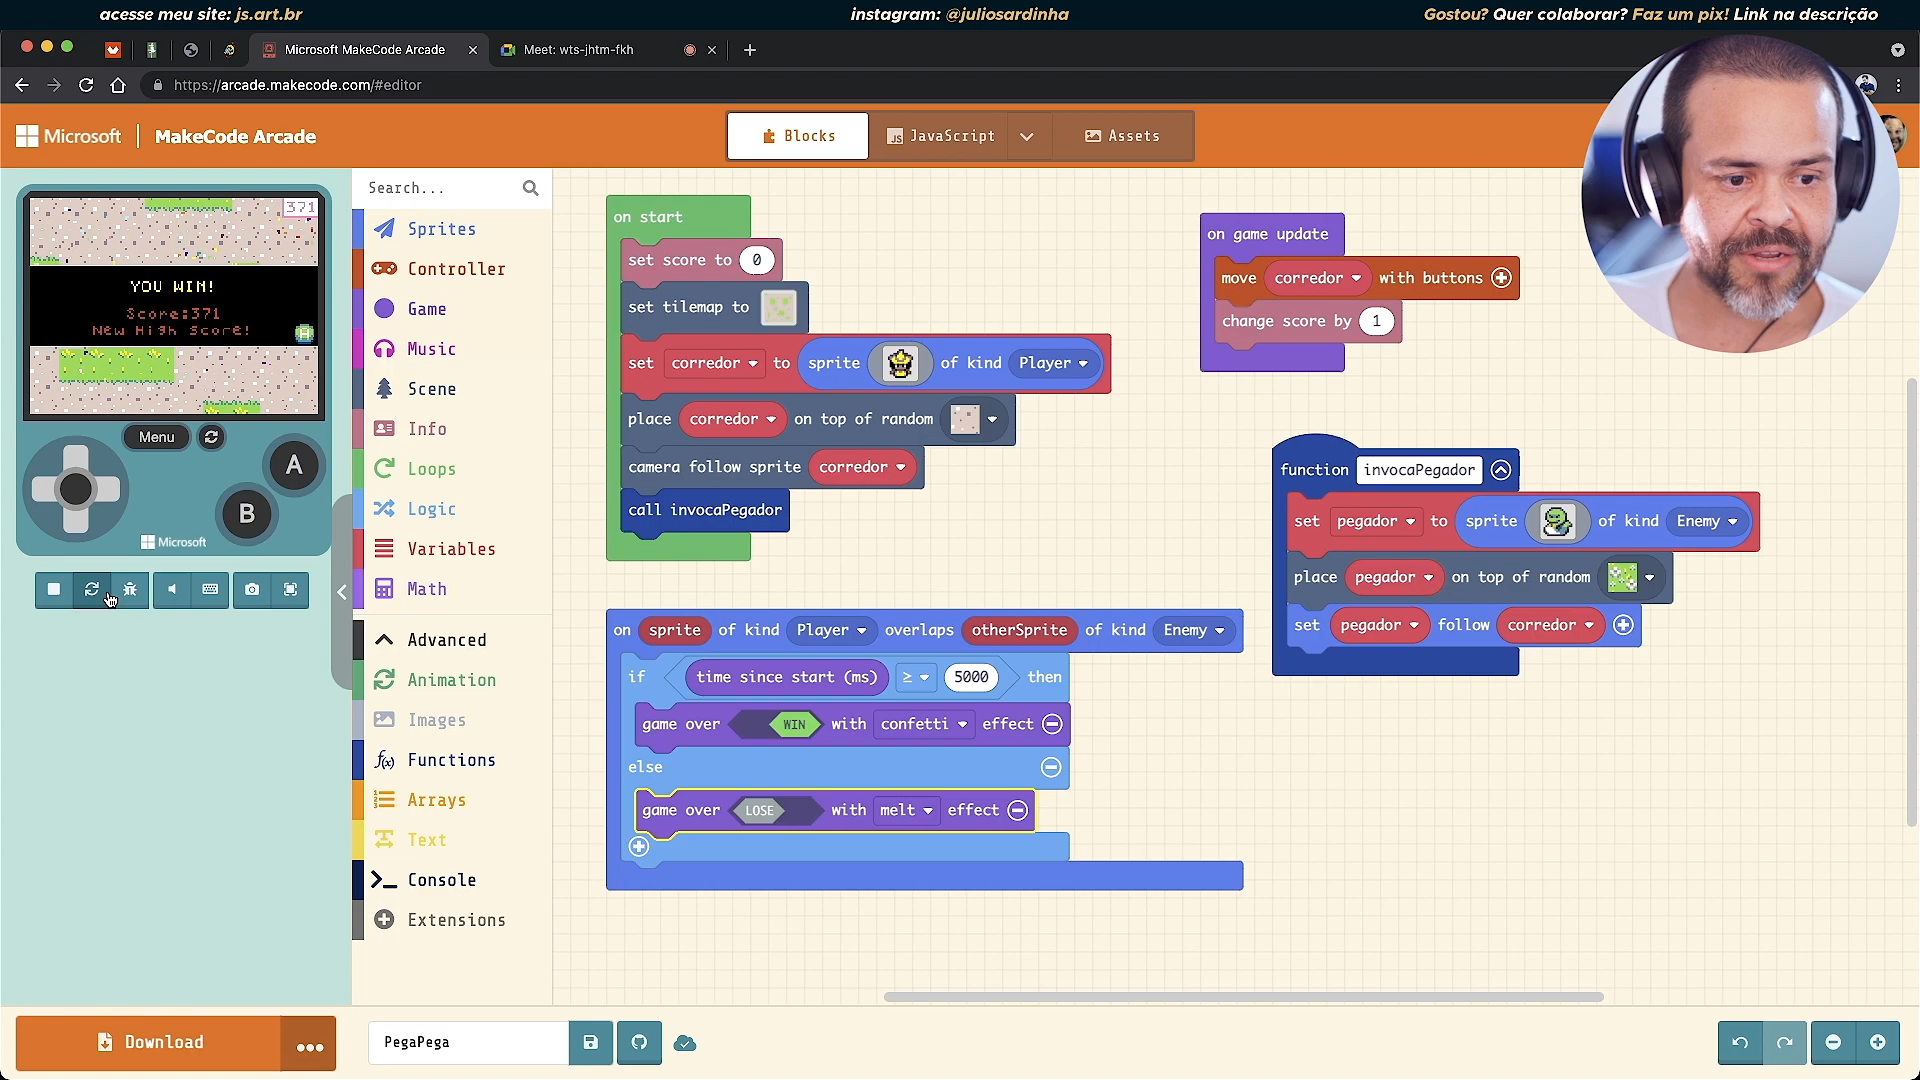 acesse meu site: js.art.br
instagram: @juliosardinha
Gostou? Quer colaborar? Faz um pix! Link na descrição
Microsoft MakeCode Arcade
Meet: wts-jhtm-fkh
https://arcade.makecode.com/#editor
Microsoft
MakeCode Arcade
Blocks
JavaScript
Assets
371
YOU WIN!
Score:371
New High Score!
Menu
A
B
Microsoft
Search...
Sprites
Controller
Game
Music
Scene
Info
Loops
Logic
Variables
Math
Advanced
Animation
Images
Functions
Arrays
Text
Console
Extensions
on start
set score to 0
set tilemap to
set corredor to sprite of kind Player
place corredor on top of random
camera follow sprite corredor
call invocaPegador
on sprite of kind Player overlaps otherSprite of kind Enemy
if time since start (ms) ≥ 5000 then
game over WIN with confetti effect
else
game over LOSE with melt effect
on game update
move corredor with buttons
change score by 1
function invocaPegador
set pegador to sprite of kind Enemy
place pegador on top of random
set pegador follow corredor
Download
PegaPega